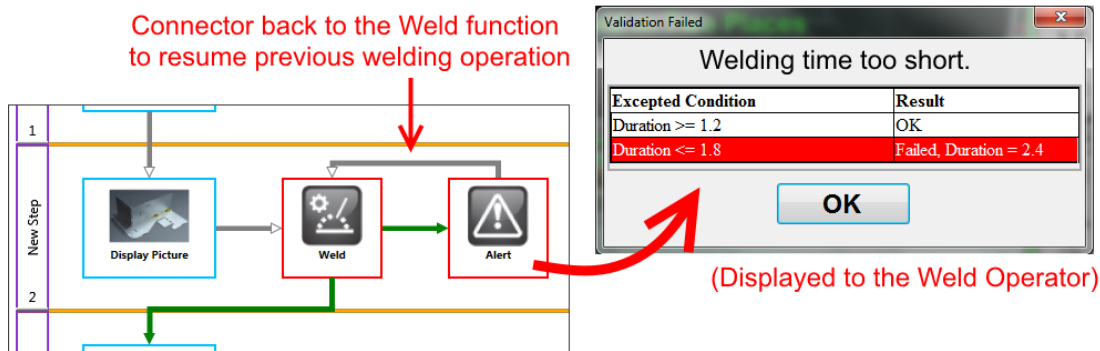 Connector back to the Weld function
to resume previous welding operation
1
New Step
Display Picture
Weld
Alert
2
Validation Failed
Welding time too short.
Excepted Condition Result
Duration >= 1.2 OK
Duration <= 1.8 Failed, Duration = 2.4
OK
(Displayed to the Weld Operator)